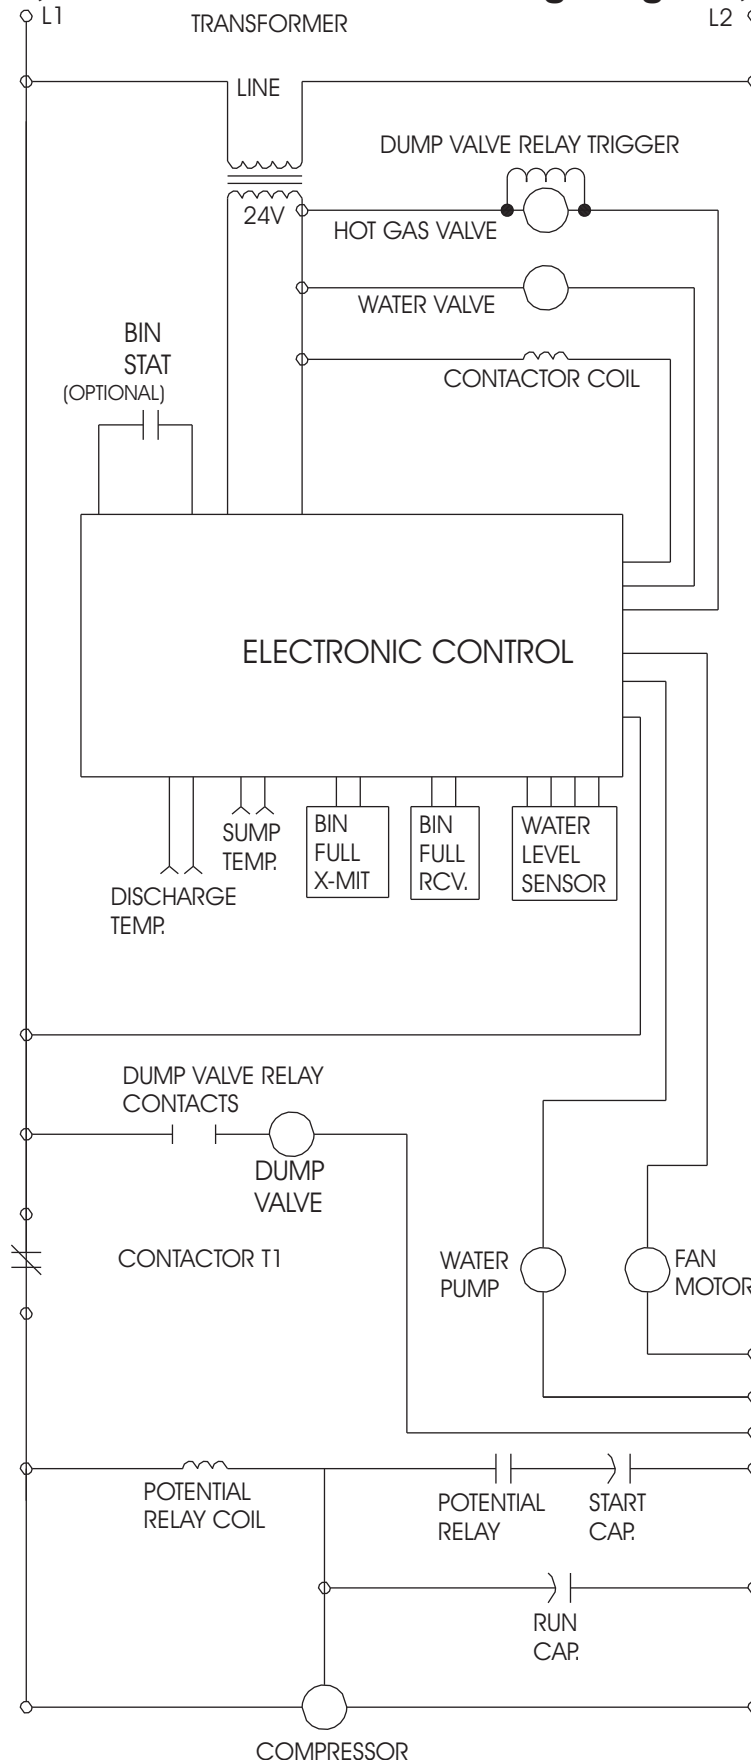 L1
TRANSFORMER
L2
LINE
DUMP VALVE RELAY TRIGGER
24V
HOT GAS VALVE
WATER VALVE
BIN
STAT
(OPTIONAL)
CONTACTOR COIL
ELECTRONIC CONTROL
DISCHARGE
TEMP.
SUMP
TEMP.
BIN
FULL
X-MIT
BIN
FULL
RCV.
WATER
LEVEL
SENSOR
DUMP VALVE RELAY
CONTACTS
DUMP
VALVE
CONTACTOR T1
WATER
PUMP
FAN
MOTOR
POTENTIAL
RELAY COIL
POTENTIAL
RELAY
START
CAP.
RUN
CAP.
COMPRESSOR